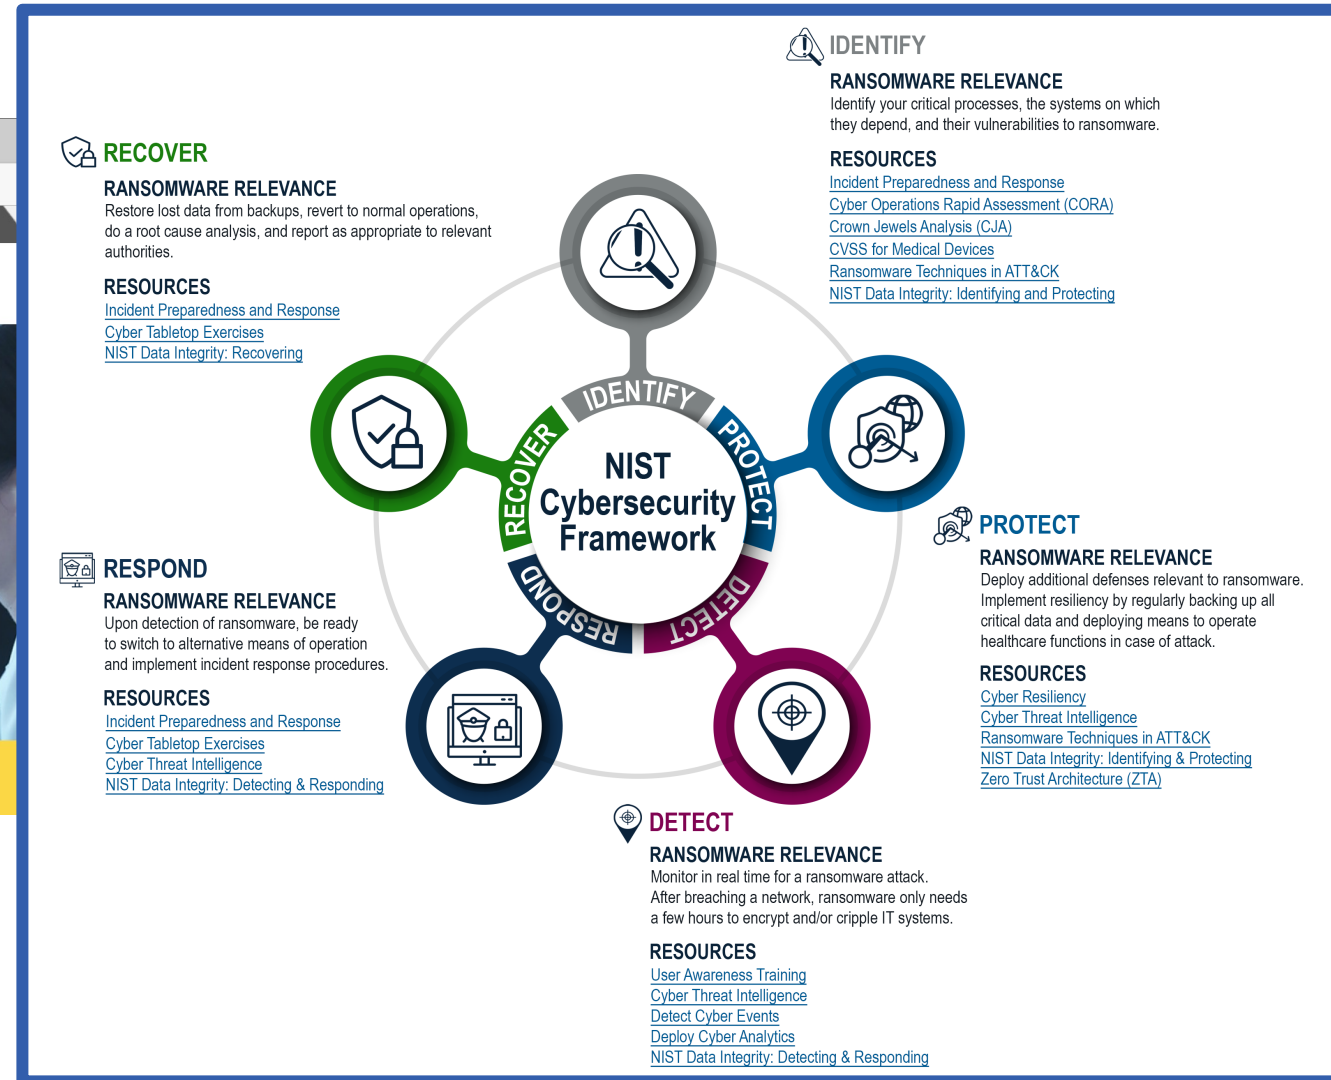 IDENTIFY
RANSOMWARE RELEVANCE
Identify your critical processes, the systems on which
they depend, and their vulnerabilities to ransomware.
RESOURCES
Incident Preparedness and Response
Cyber Operations Rapid Assessment (CORA)
Crown Jewels Analysis (CJA)
CVSS for Medical Devices
Ransomware Techniques in ATT&CK
NIST Data Integrity: Identifying and Protecting
RECOVER
RANSOMWARE RELEVANCE
Restore lost data from backups, revert to normal operations,
do a root cause analysis, and report as appropriate to relevant
authorities.
RESOURCES
Incident Preparedness and Response
Cyber Tabletop Exercises
NIST Data Integrity: Recovering
IDENTIFY
PROTECT
DETECT
RESPOND
RECOVER
NIST
Cybersecurity
Framework
PROTECT
RANSOMWARE RELEVANCE
Deploy additional defenses relevant to ransomware.
Implement resiliency by regularly backing up all
critical data and deploying means to operate
healthcare functions in case of attack.
RESOURCES
Cyber Resiliency
Cyber Threat Intelligence
Ransomware Techniques in ATT&CK
NIST Data Integrity: Identifying & Protecting
Zero Trust Architecture (ZTA)
RESPOND
RANSOMWARE RELEVANCE
Upon detection of ransomware, be ready
to switch to alternative means of operation
and implement incident response procedures.
RESOURCES
Incident Preparedness and Response
Cyber Tabletop Exercises
Cyber Threat Intelligence
NIST Data Integrity: Detecting & Responding
DETECT
RANSOMWARE RELEVANCE
Monitor in real time for a ransomware attack.
After breaching a network, ransomware only needs
a few hours to encrypt and/or cripple IT systems.
RESOURCES
User Awareness Training
Cyber Threat Intelligence
Detect Cyber Events
Deploy Cyber Analytics
NIST Data Integrity: Detecting & Responding